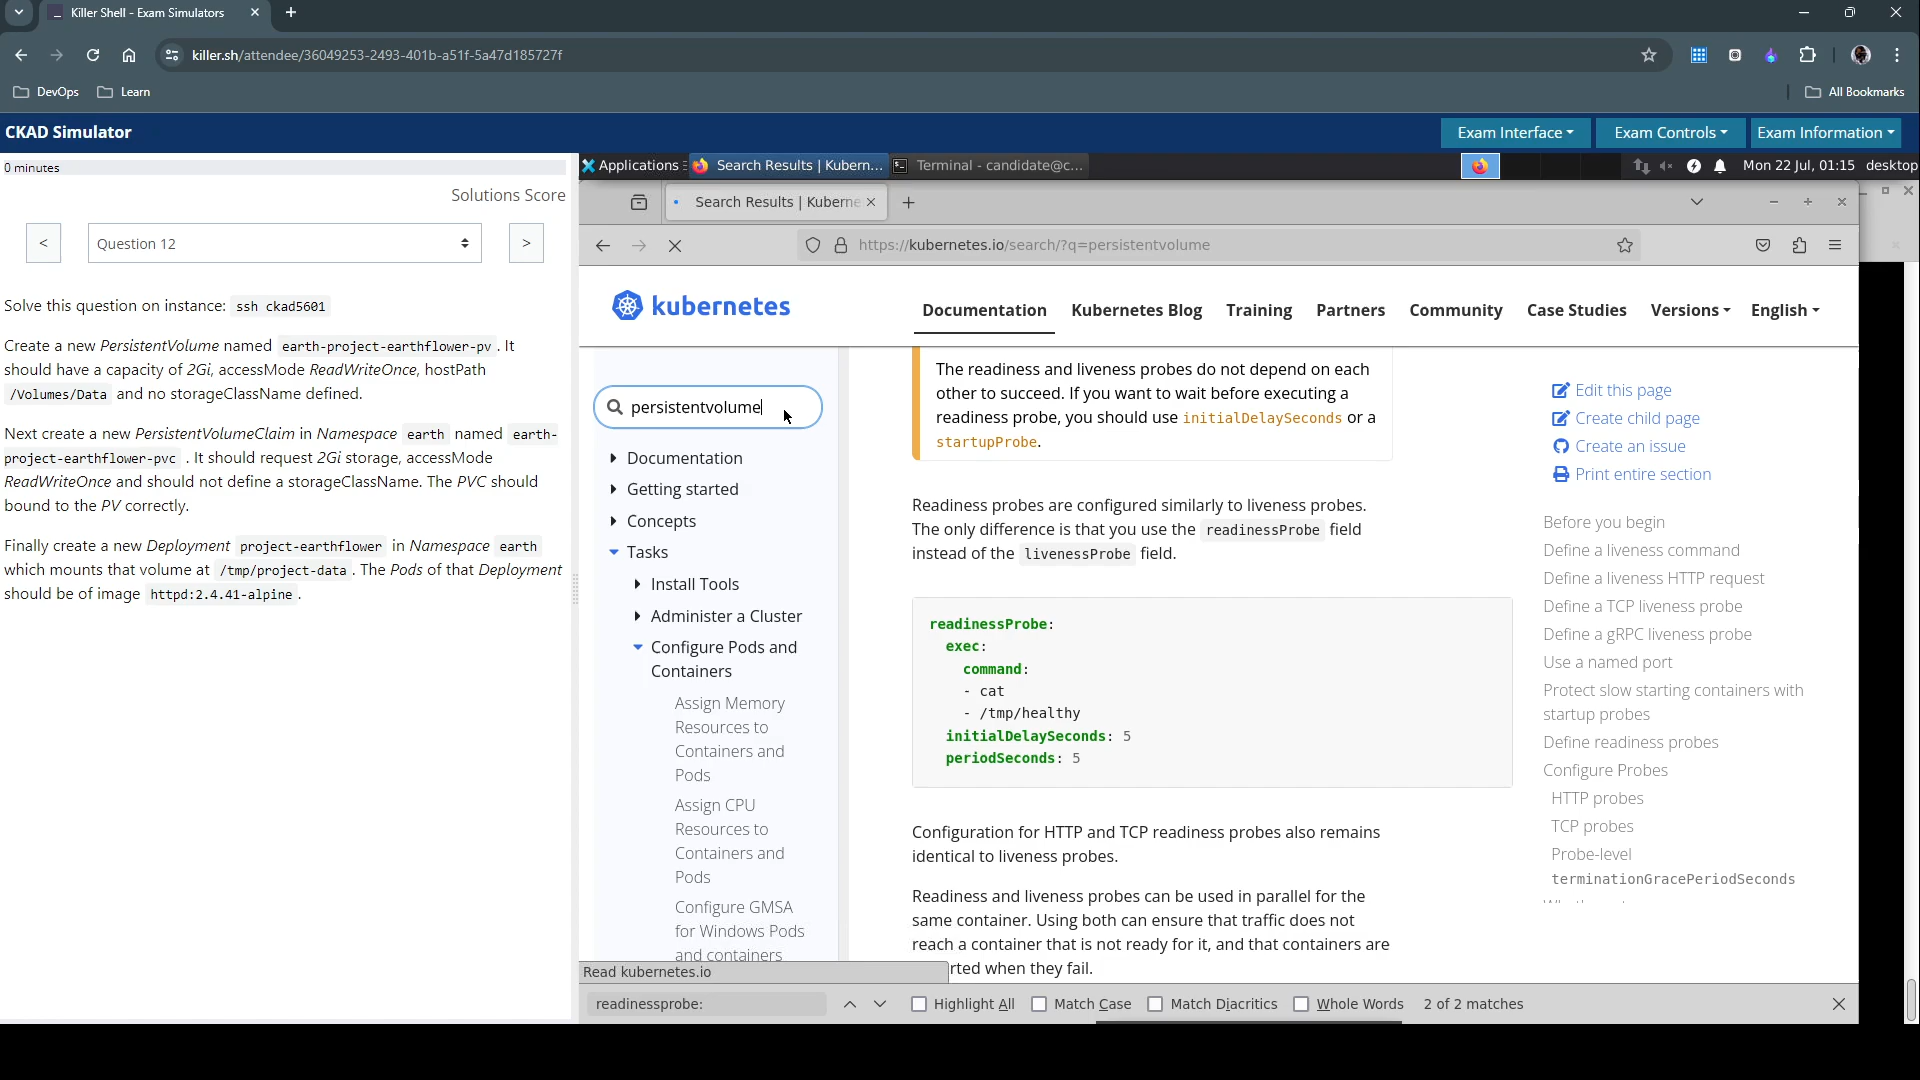 Killer Shell - Exam Simulators
killer.sh/attendee/36049253-2493-401b-a51f-5a47d185727f
DevOps
Learn
All Bookmarks
CKAD Simulator
Exam Interface
Exam Controls
Exam Information
0 minutes
Solutions Score
<
Question 12
>
Solve this question on instance: ssh ckad5601
Create a new PersistentVolume named earth-project-earthflower-pv . It
should have a capacity of 2Gi, accessMode ReadWriteOnce, hostPath
/Volumes/Data and no storageClassName defined.
Next create a new PersistentVolumeClaim in Namespace earth named earth-
project-earthflower-pvc . It should request 2Gi storage, accessMode
ReadWriteOnce and should not define a storageClassName. The PVC should
bound to the PV correctly.
Finally create a new Deployment project-earthflower in Namespace earth
which mounts that volume at /tmp/project-data . The Pods of that Deployment
should be of image httpd:2.4.41-alpine .
Applications
Search Results | Kubern...
Terminal - candidate@c...
Mon 22 Jul, 01:15 desktop
Search Results | Kuberne
https://kubernetes.io/search/?q=persistentvolume
kubernetes
Documentation
Kubernetes Blog
Training
Partners
Community
Case Studies
Versions
English
persistentvolume
Documentation
Getting started
Concepts
Tasks
Install Tools
Administer a Cluster
Configure Pods and
Containers
Assign Memory
Resources to
Containers and
Pods
Assign CPU
Resources to
Containers and
Pods
Configure GMSA
for Windows Pods
and containers
The readiness and liveness probes do not depend on each
other to succeed. If you want to wait before executing a
readiness probe, you should use initialDelaySeconds or a
startupProbe.
Readiness probes are configured similarly to liveness probes.
The only difference is that you use the readinessProbe field
instead of the livenessProbe field.
readinessProbe:
exec:
command:
- cat
- /tmp/healthy
initialDelaySeconds: 5
periodSeconds: 5
Configuration for HTTP and TCP readiness probes also remains
identical to liveness probes.
Readiness and liveness probes can be used in parallel for the
same container. Using both can ensure that traffic does not
reach a container that is not ready for it, and that containers are
rted when they fail.
Edit this page
Create child page
Create an issue
Print entire section
Before you begin
Define a liveness command
Define a liveness HTTP request
Define a TCP liveness probe
Define a gRPC liveness probe
Use a named port
Protect slow starting containers with
startup probes
Define readiness probes
Configure Probes
HTTP probes
TCP probes
Probe-level
terminationGracePeriodSeconds
Read kubernetes.io
readinessprobe:
Highlight All
Match Case
Match Diacritics
Whole Words
2 of 2 matches